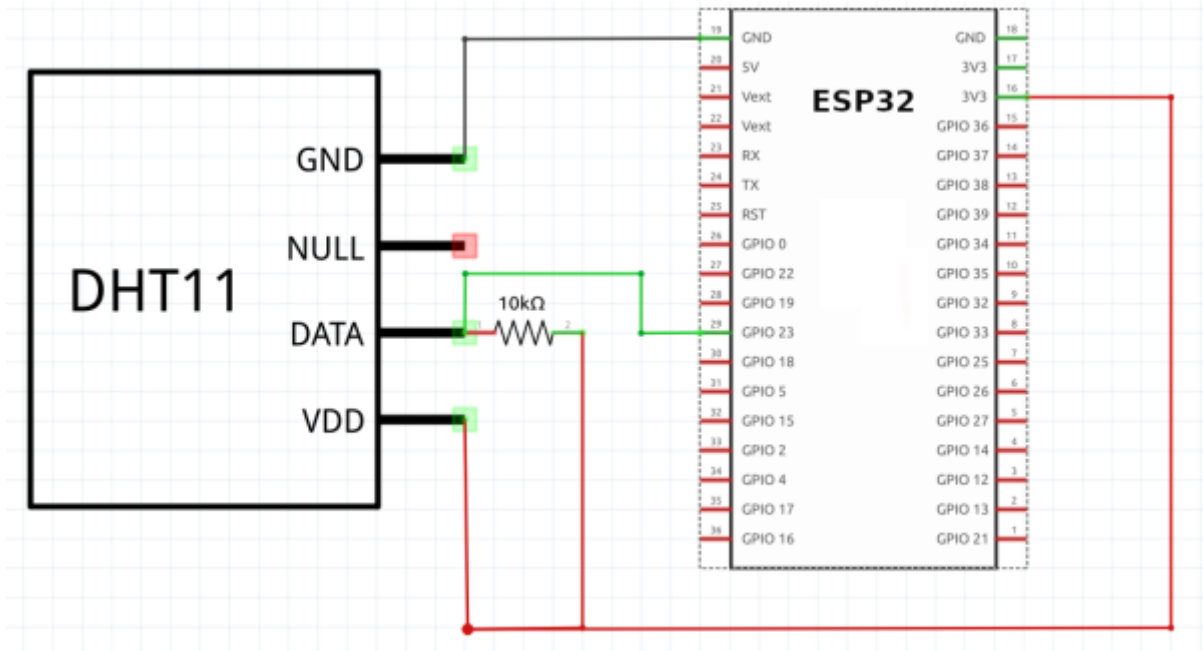 DHT11
GND
NULL
DATA
VDD
10kΩ
1
2
ESP32
19 GND
20 5V
21 Vext
22 Vext
23 RX
24 TX
25 RST
26 GPIO 0
27 GPIO 22
28 GPIO 19
29 GPIO 23
30 GPIO 18
31 GPIO 5
32 GPIO 15
33 GPIO 2
34 GPIO 4
35 GPIO 17
36 GPIO 16
GND 18
3V3 17
3V3 16
GPIO 36 15
GPIO 37 14
GPIO 38 13
GPIO 39 12
GPIO 34 11
GPIO 35 10
GPIO 32 9
GPIO 33 8
GPIO 25 7
GPIO 26 6
GPIO 27 5
GPIO 14 4
GPIO 12 3
GPIO 13 2
GPIO 21 1